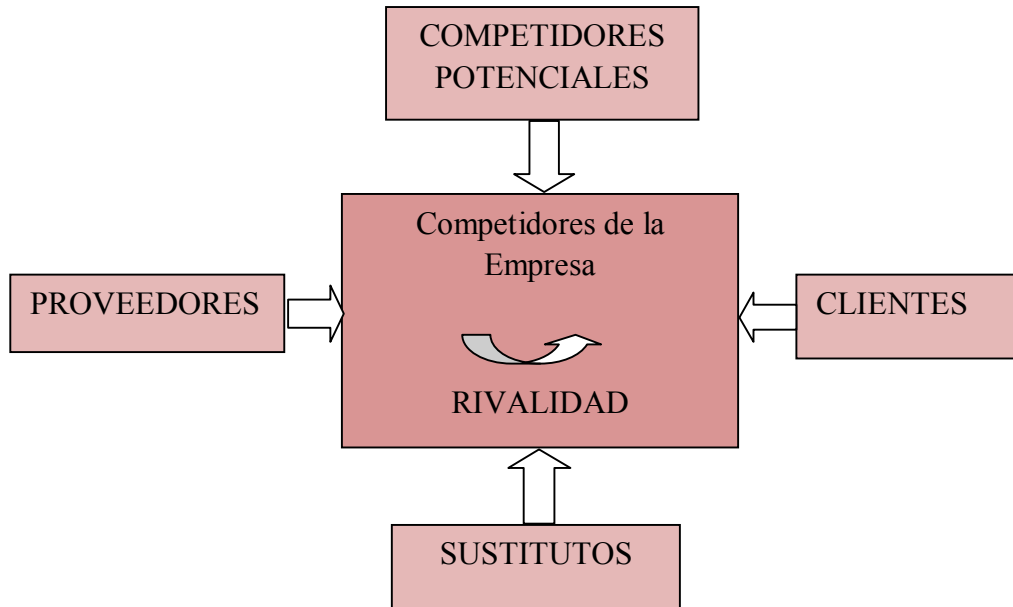 COMPETIDORES
POTENCIALES
Competidores de la
Empresa
PROVEEDORES
CLIENTES
RIVALIDAD
SUSTITUTOS